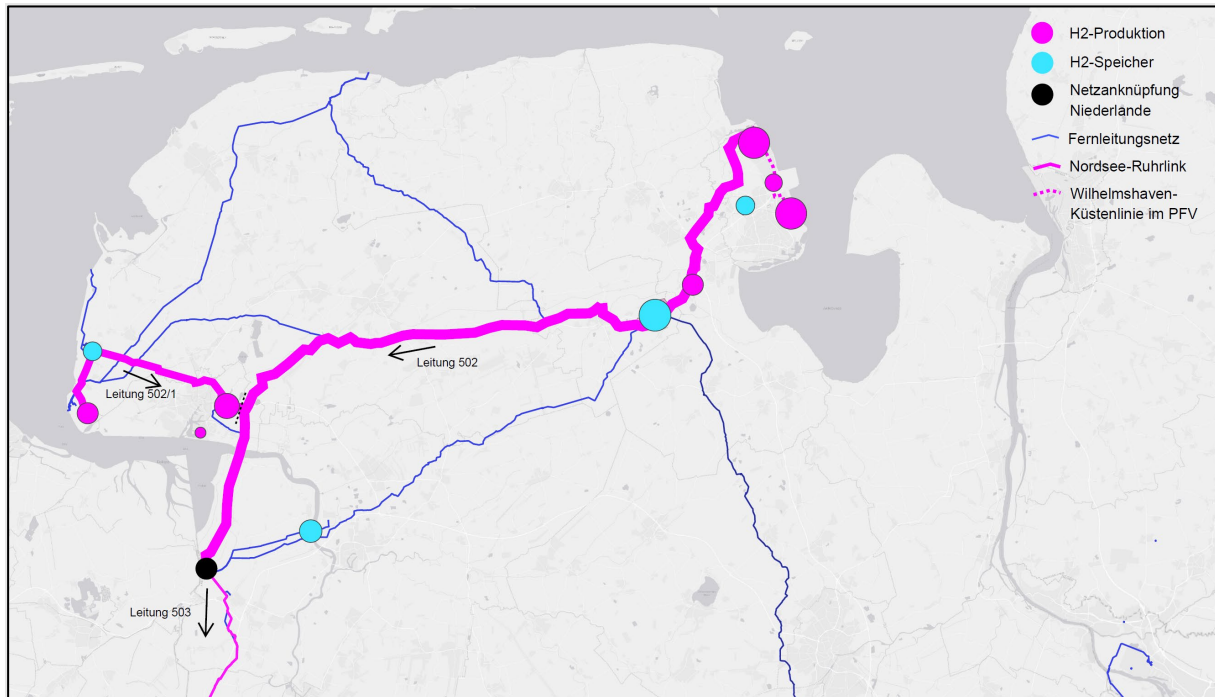 H2-Produktion
H2-Speicher
Netzanknüpfung
Niederlande
Fernleitungsnetz
Nordsee-Ruhrlink
Wilhelmshaven-
Küstenlinie im PFV
Leitung 502
Leitung 502/1
Leitung 503